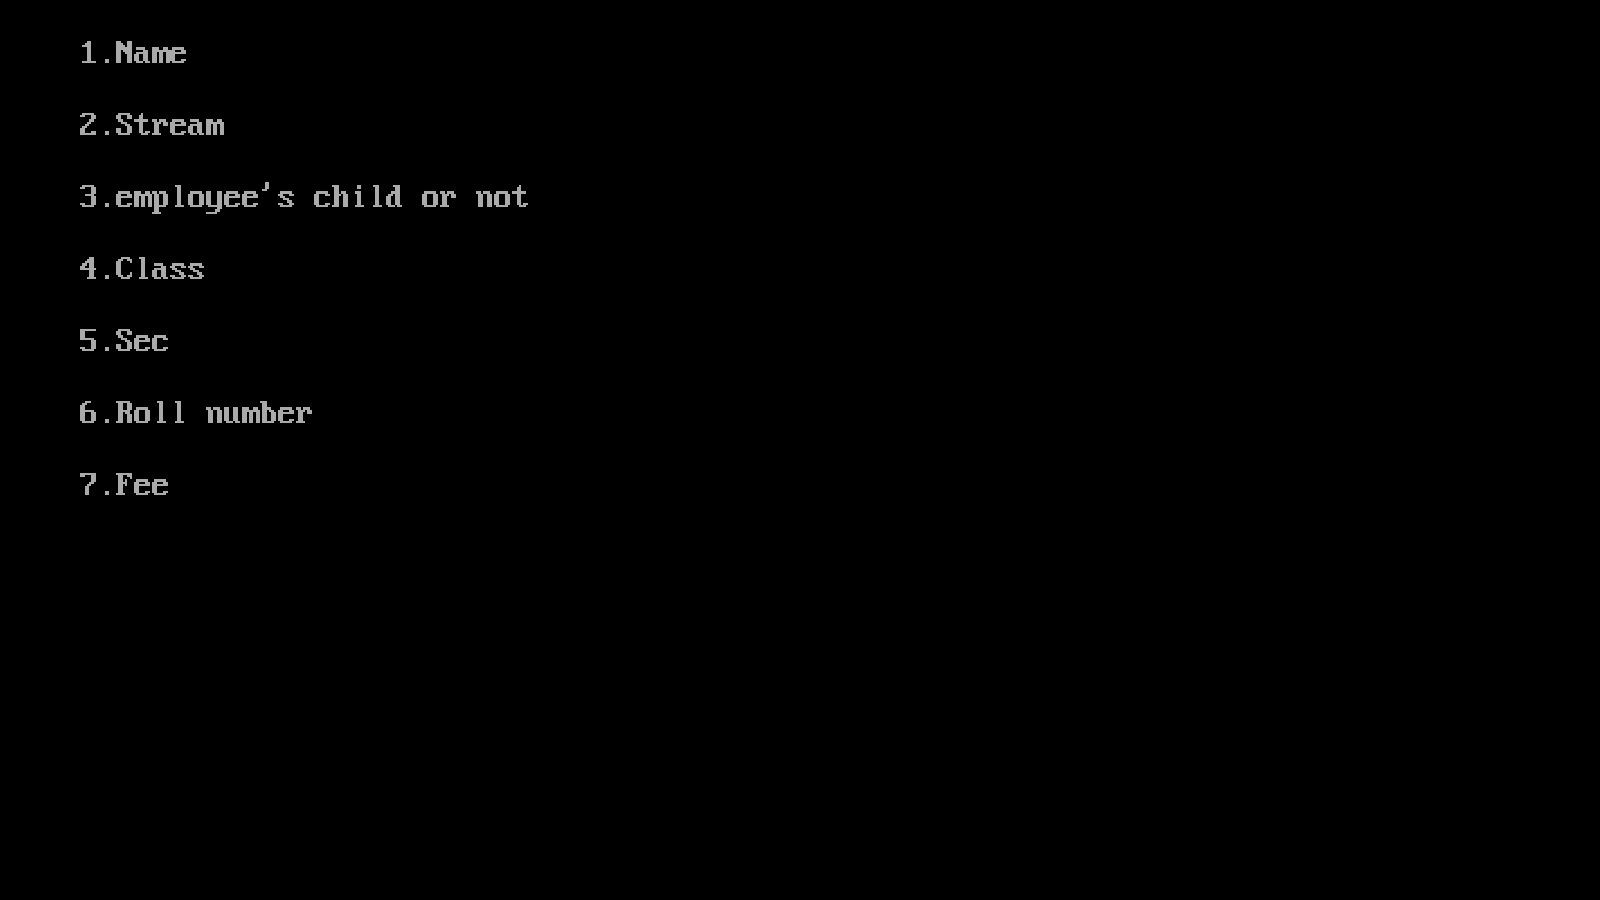 1.Name
2.Stream
3.employee's child or not
4.Class
5.Sec
6.Roll number
7.Fee